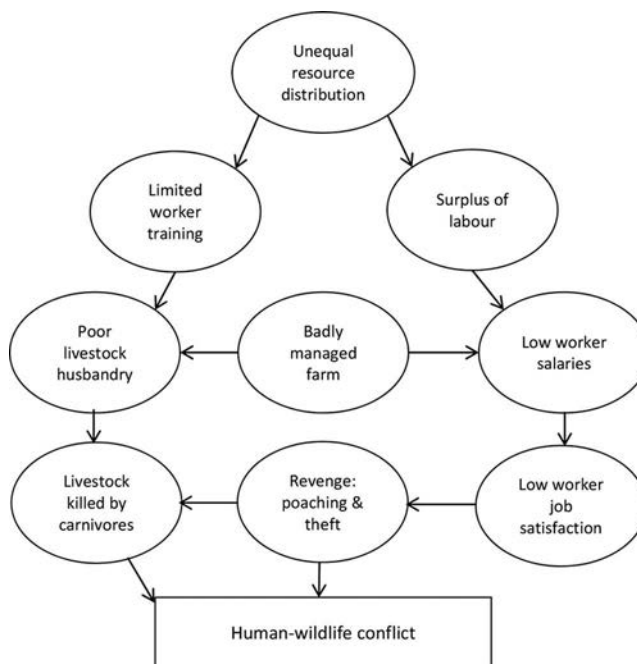 Unequal
resource
distribution
Limited
worker
training
Surplus of
labour
Poor
livestock
husbandry
Badly
managed
farm
Low worker
salaries
Livestock
killed by
carnivores
Revenge:
poaching &
theft
Low worker
job
satisfaction
Human-wildlife conflict